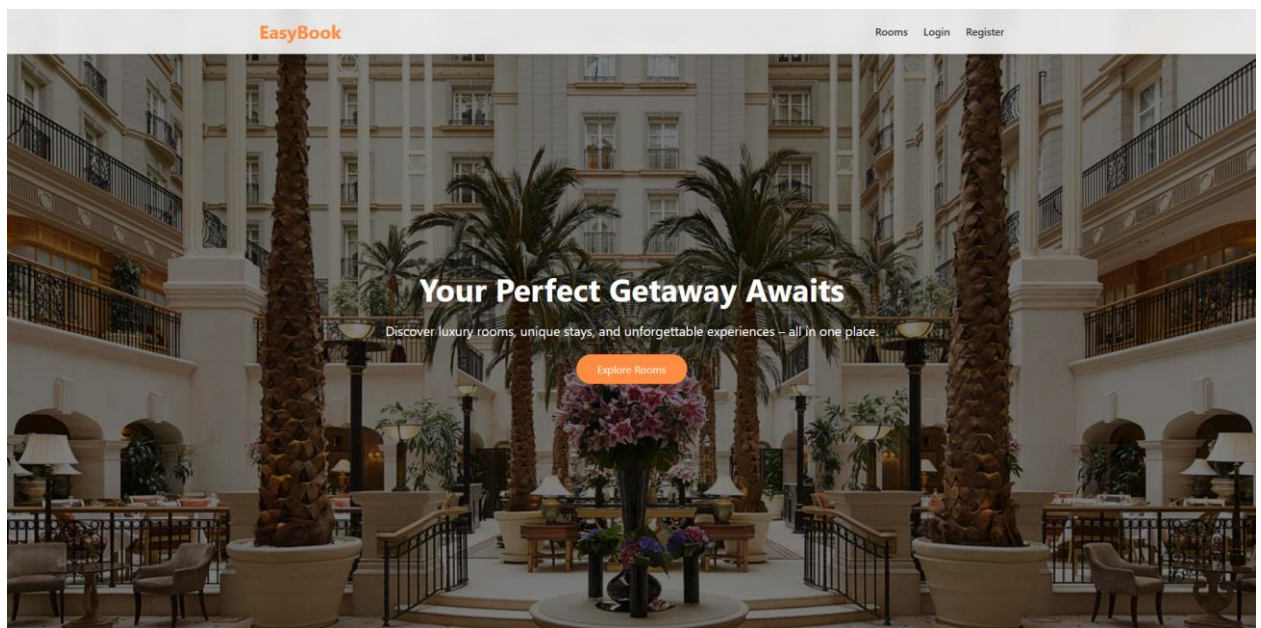 EasyBook
Rooms Login Register
Your Perfect Getaway Awaits
Discover luxury rooms, unique stays, and unforgettable experiences – all in one place.
Explore Rooms